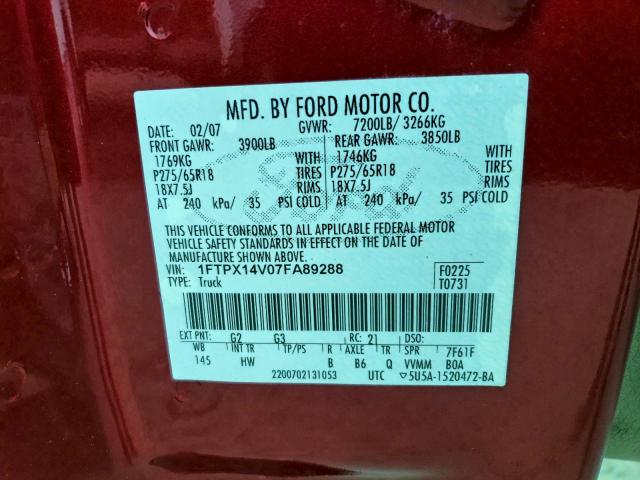 MFD. BY FORD MOTOR CO.
DATE: 02/07 GVWR: 7200LB/ 3266KG
FRONT GAWR: 3900LB REAR GAWR: 3850LB
1769KG WITH 1746KG WITH
P275/65R18 TIRES P275/65R18 TIRES
18X7.5J RIMS 18X7.5J RIMS
AT 240 kPa/ 35 PSI COLD AT 240 kPa/ 35 PSI COLD
Ford
THIS VEHICLE CONFORMS TO ALL APPLICABLE FEDERAL MOTOR
VEHICLE SAFETY STANDARDS IN EFFECT ON THE DATE OF
MANUFACTURE SHOWN ABOVE.
VIN: 1FTPX14V07FA89288 F0225
TYPE: Truck T0731
EXT PNT: G2 G3 RC: 21 DSO:
WB INT TR TP/PS R AXLE TR SPR 7F61F
145 HW B B6 Q VVMM B0A
2200702131053 UTC ▽5U5A-1520472-BA